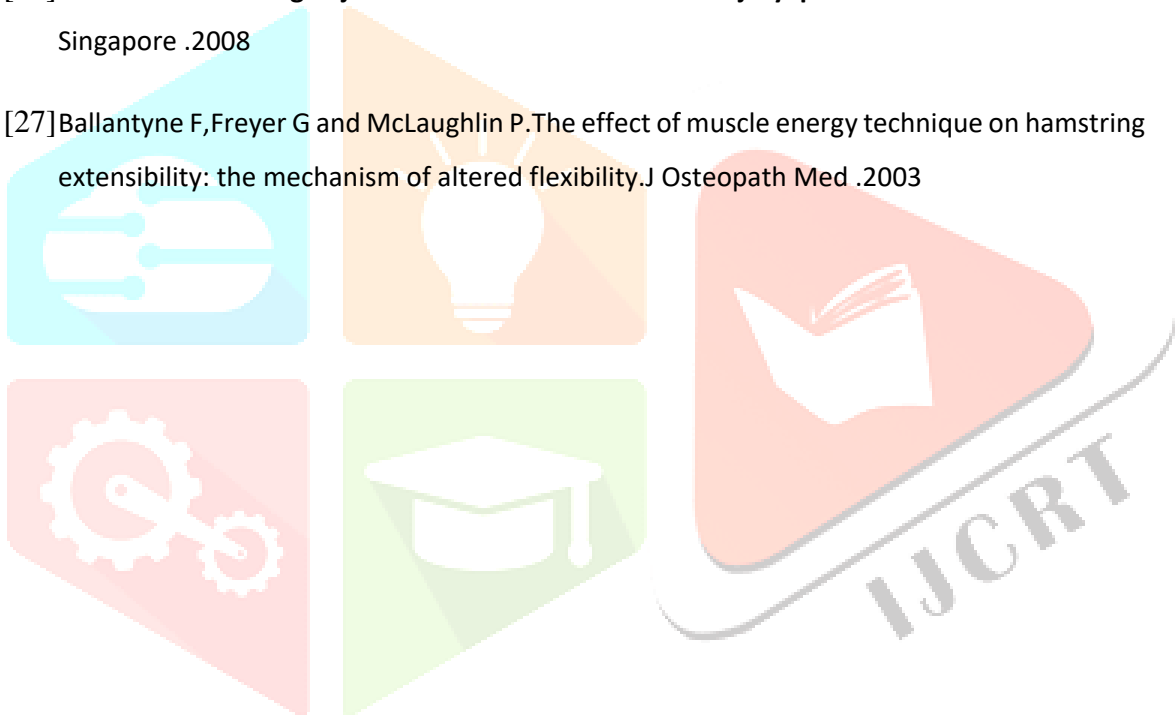 Singapore .2008
[27]Ballantyne F,Freyer G and McLaughlin P.The effect of muscle energy technique on hamstring
extensibility: the mechanism of altered flexibility.J Osteopath Med .2003
IJCRT